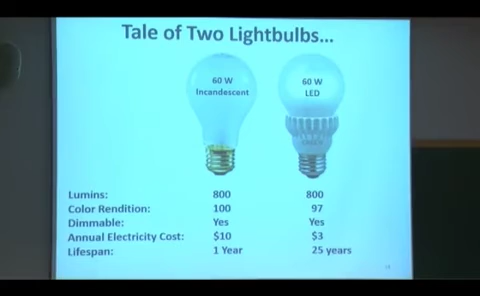 Tale of Two Lightbulbs...
60 W
Incandescent
60 W
LED
Lumins: 800 800
Color Rendition: 100 97
Dimmable: Yes Yes
Annual Electricity Cost: $10 $3
Lifespan: 1 Year 25 years